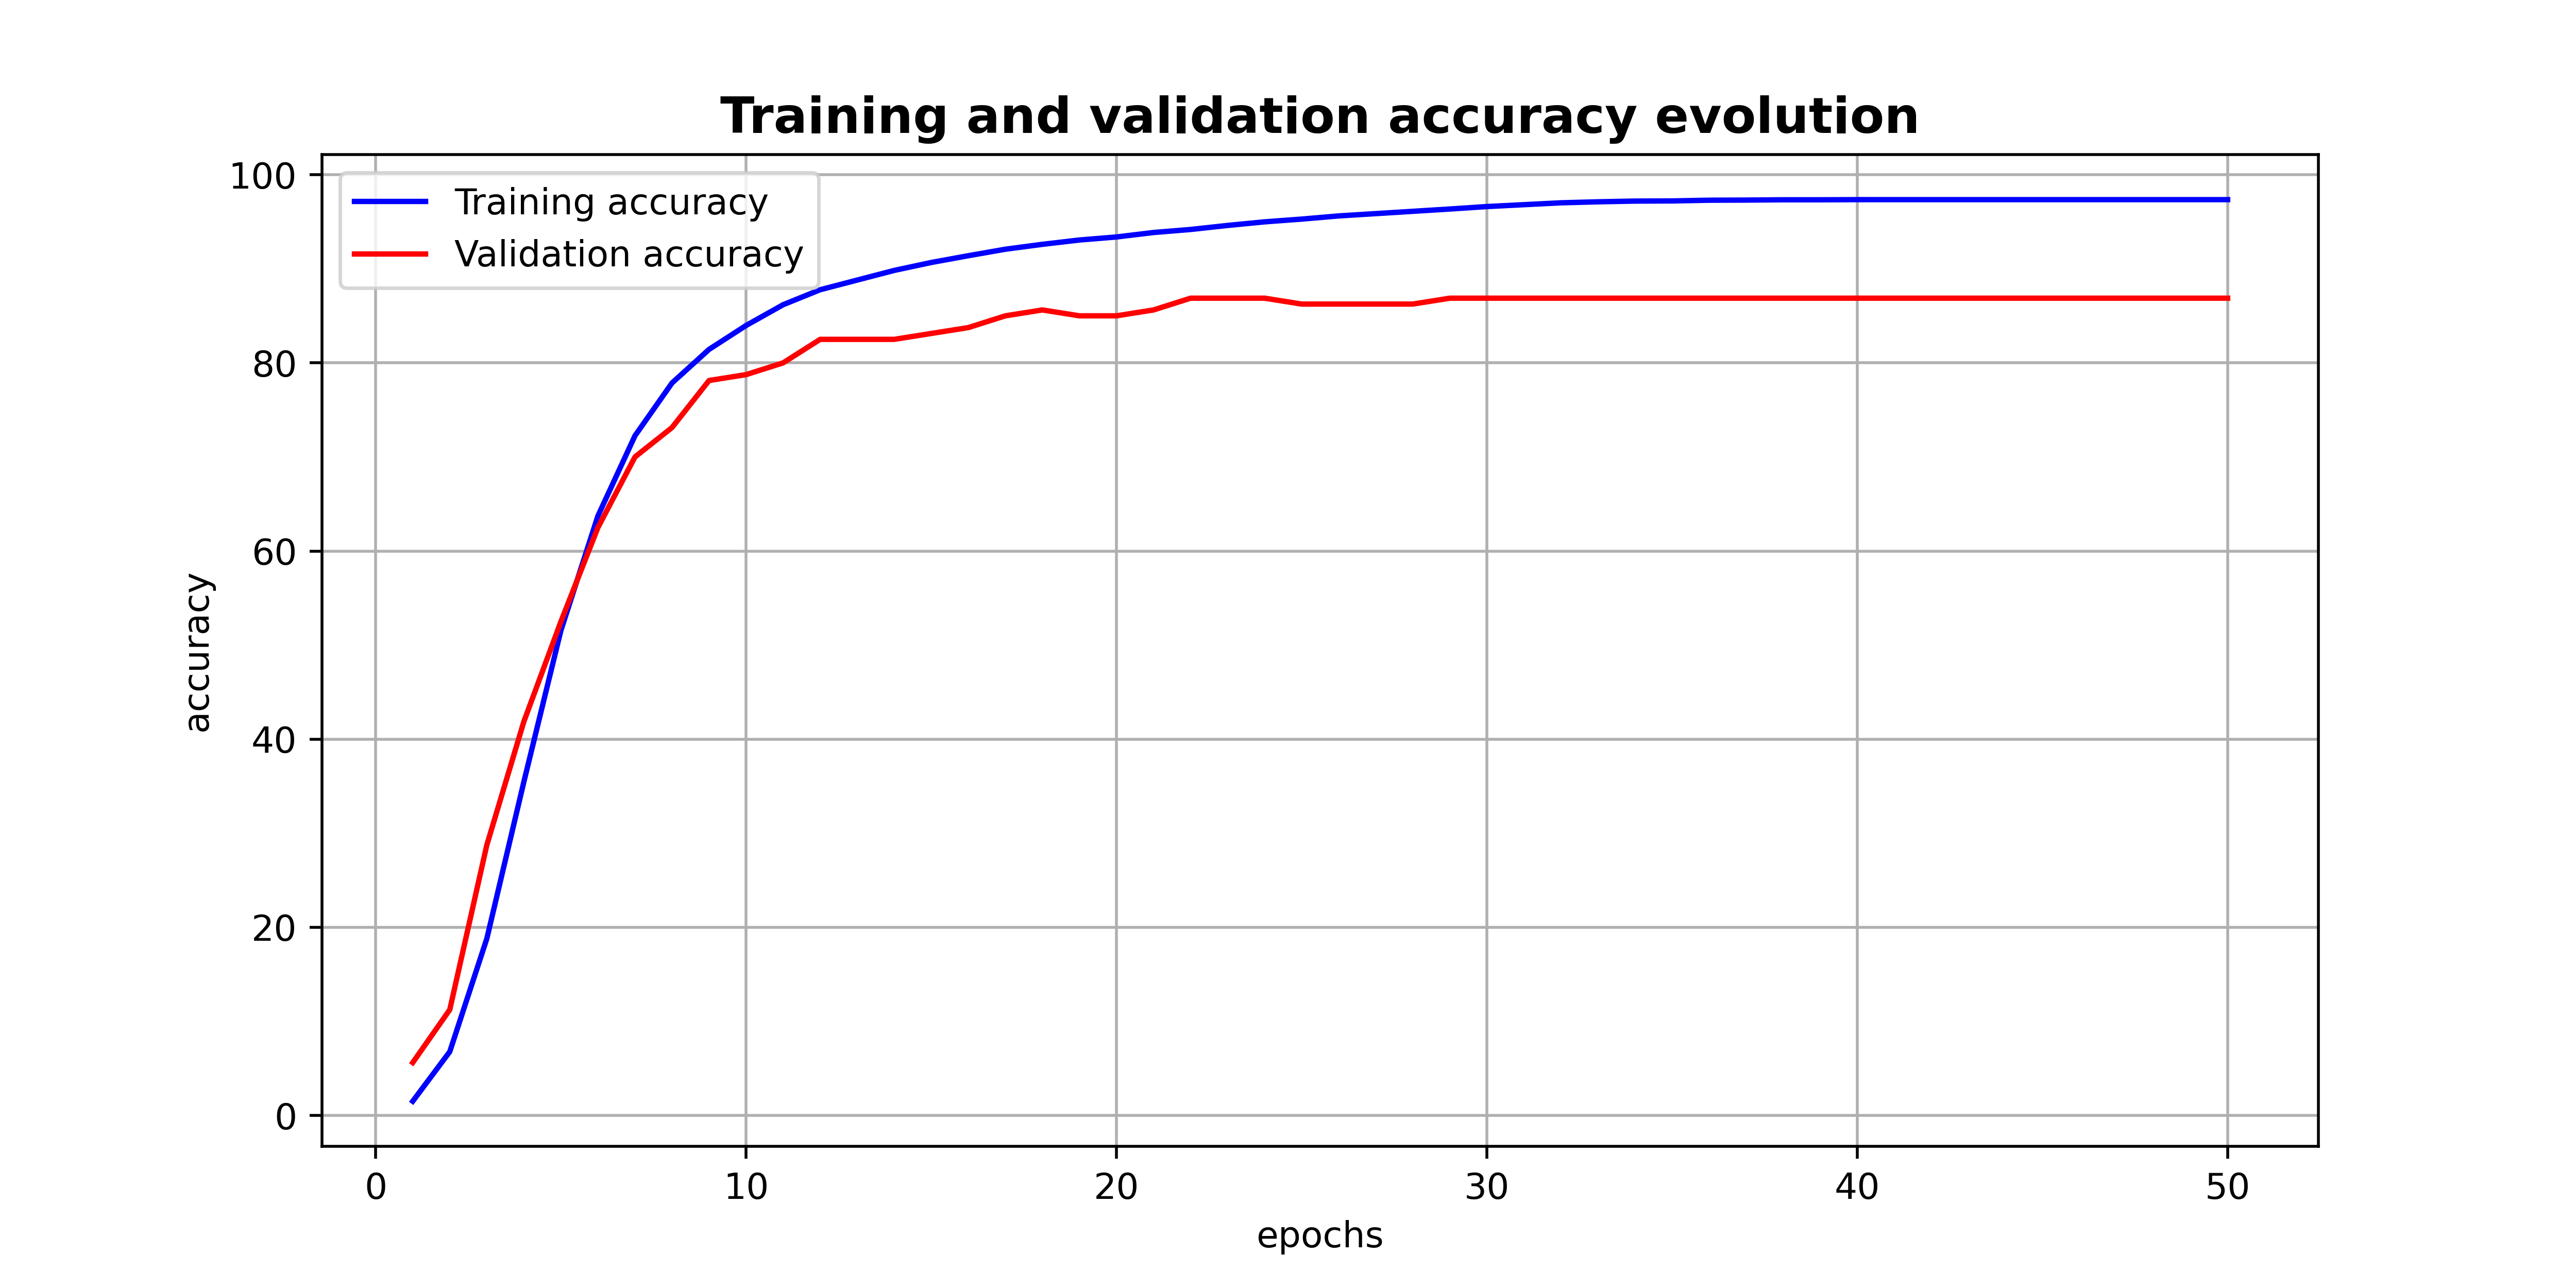 Training and validation accuracy evolution
Training accuracy
Validation accuracy
accuracy
100
80
60
40
20
0
0 10 20 30 40 50
epochs